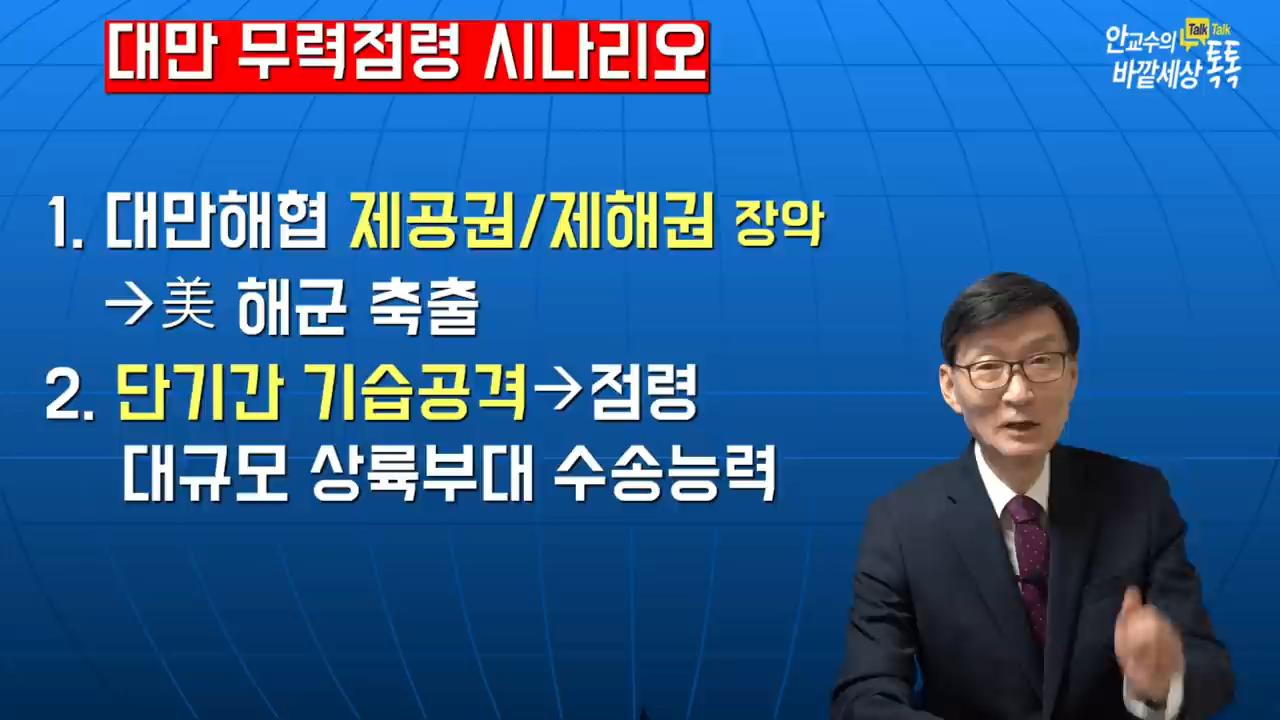 대만 무력점령 시나리오
안교수의 Talk Talk
바깥세상 톡톡
1. 대만해협 제공권/제해권 장악
→美 해군 축출
2. 단기간 기습공격→점령
대규모 상륙부대 수송능력